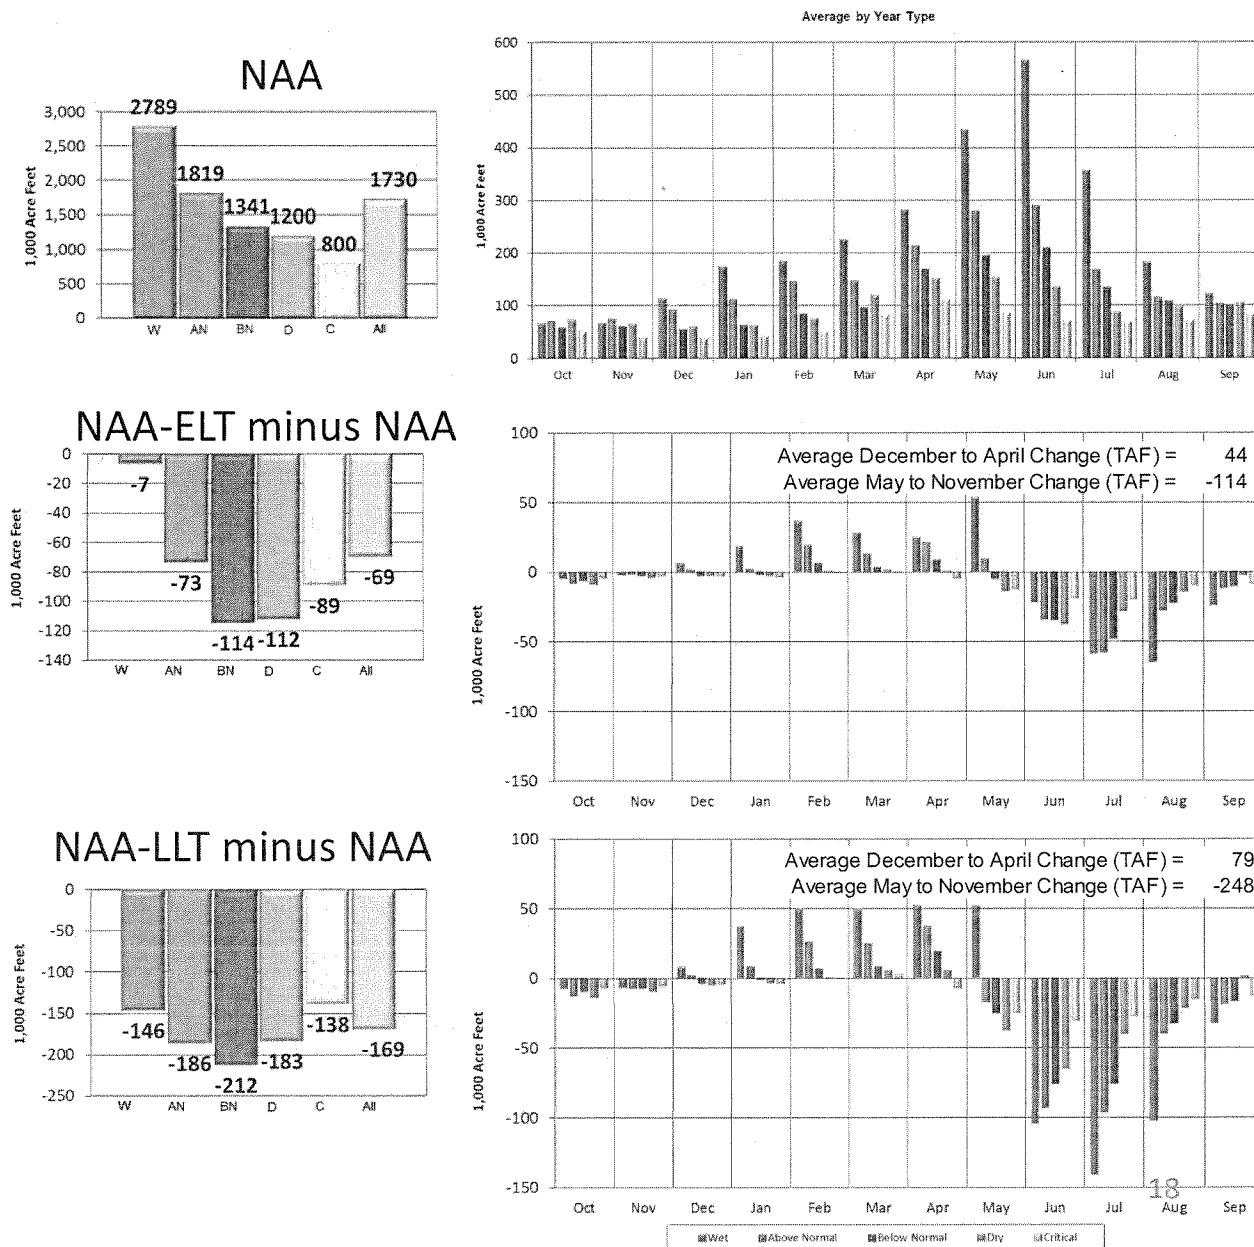 Average by Year Type
NAA
1,000 Acre Feet
3,000
2,500
2,000
1,500
1,000
500
0
2789
1819
1341
1200
800
1730
W AN BN D C All
1,000 Acre Feet
600
500
400
300
200
100
0
Oct Nov Dec Jan Feb Mar Apr May Jun Jul Aug Sep
NAA-ELT minus NAA
1,000 Acre Feet
0
-20
-40
-60
-80
-100
-120
-140
-7
-73
-114
-112
-89
-69
W AN BN D C All
1,000 Acre Feet
100
50
0
-50
-100
-150
Average December to April Change (TAF) = 44
Average May to November Change (TAF) = -114
Oct Nov Dec Jan Feb Mar Apr May Jun Jul Aug Sep
NAA-LLT minus NAA
1,000 Acre Feet
0
-50
-100
-150
-200
-250
-146
-186
-212
-183
-138
-169
W AN BN D C All
1,000 Acre Feet
100
50
0
-50
-100
-150
Average December to April Change (TAF) = 79
Average May to November Change (TAF) = -248
18
Oct Nov Dec Jan Feb Mar Apr May Jun Jul Aug Sep
Wet Above Normal Below Normal Dry Critical